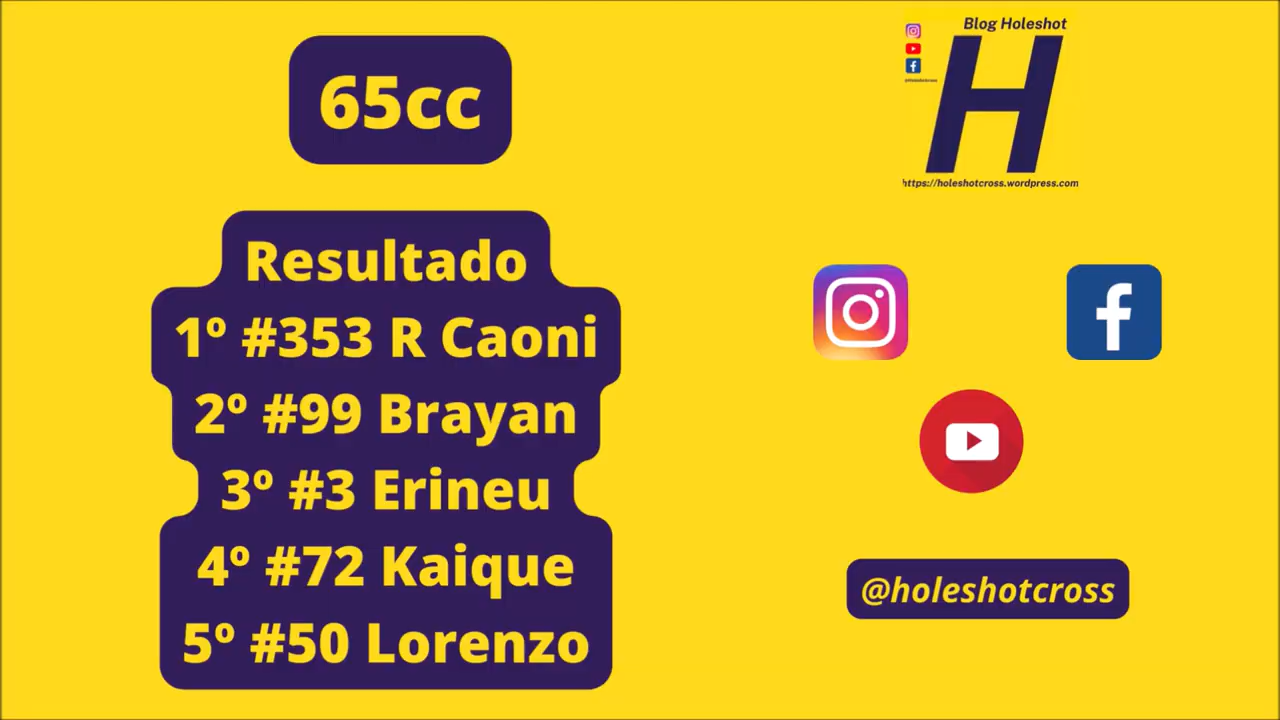 65cc
Resultado
1º #353 R Caoni
2º #99 Brayan
3º #3 Erineu
4º #72 Kaique
5º #50 Lorenzo
Blog Holeshot
H
@holeshotcross
https://holeshotcross.wordpress.com
@holeshotcross